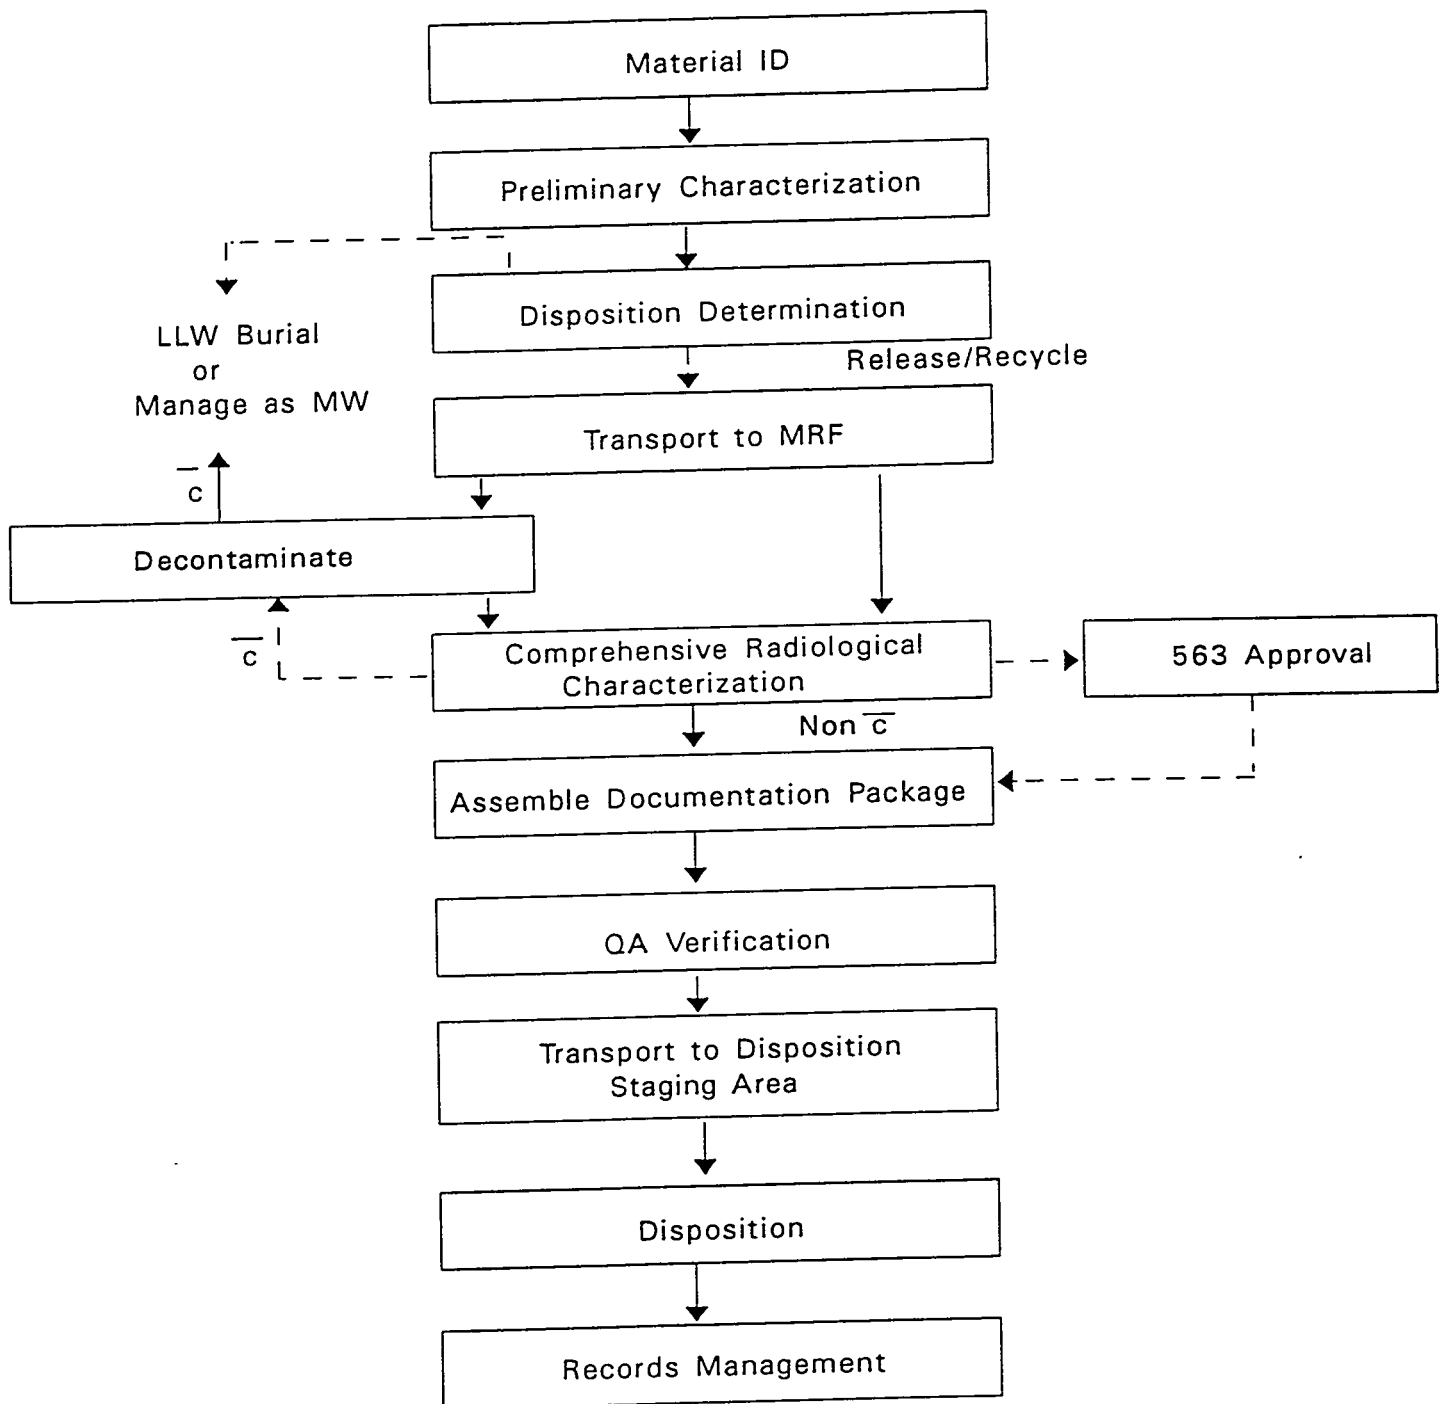 Material ID
Preliminary Characterization
Disposition Determination
LLW Burial
or
Manage as MW
Release/Recycle
Transport to MRF
c̅
Decontaminate
c̅
Comprehensive Radiological
Characterization
563 Approval
Non c̅
Assemble Documentation Package
QA Verification
Transport to Disposition
Staging Area
Disposition
Records Management